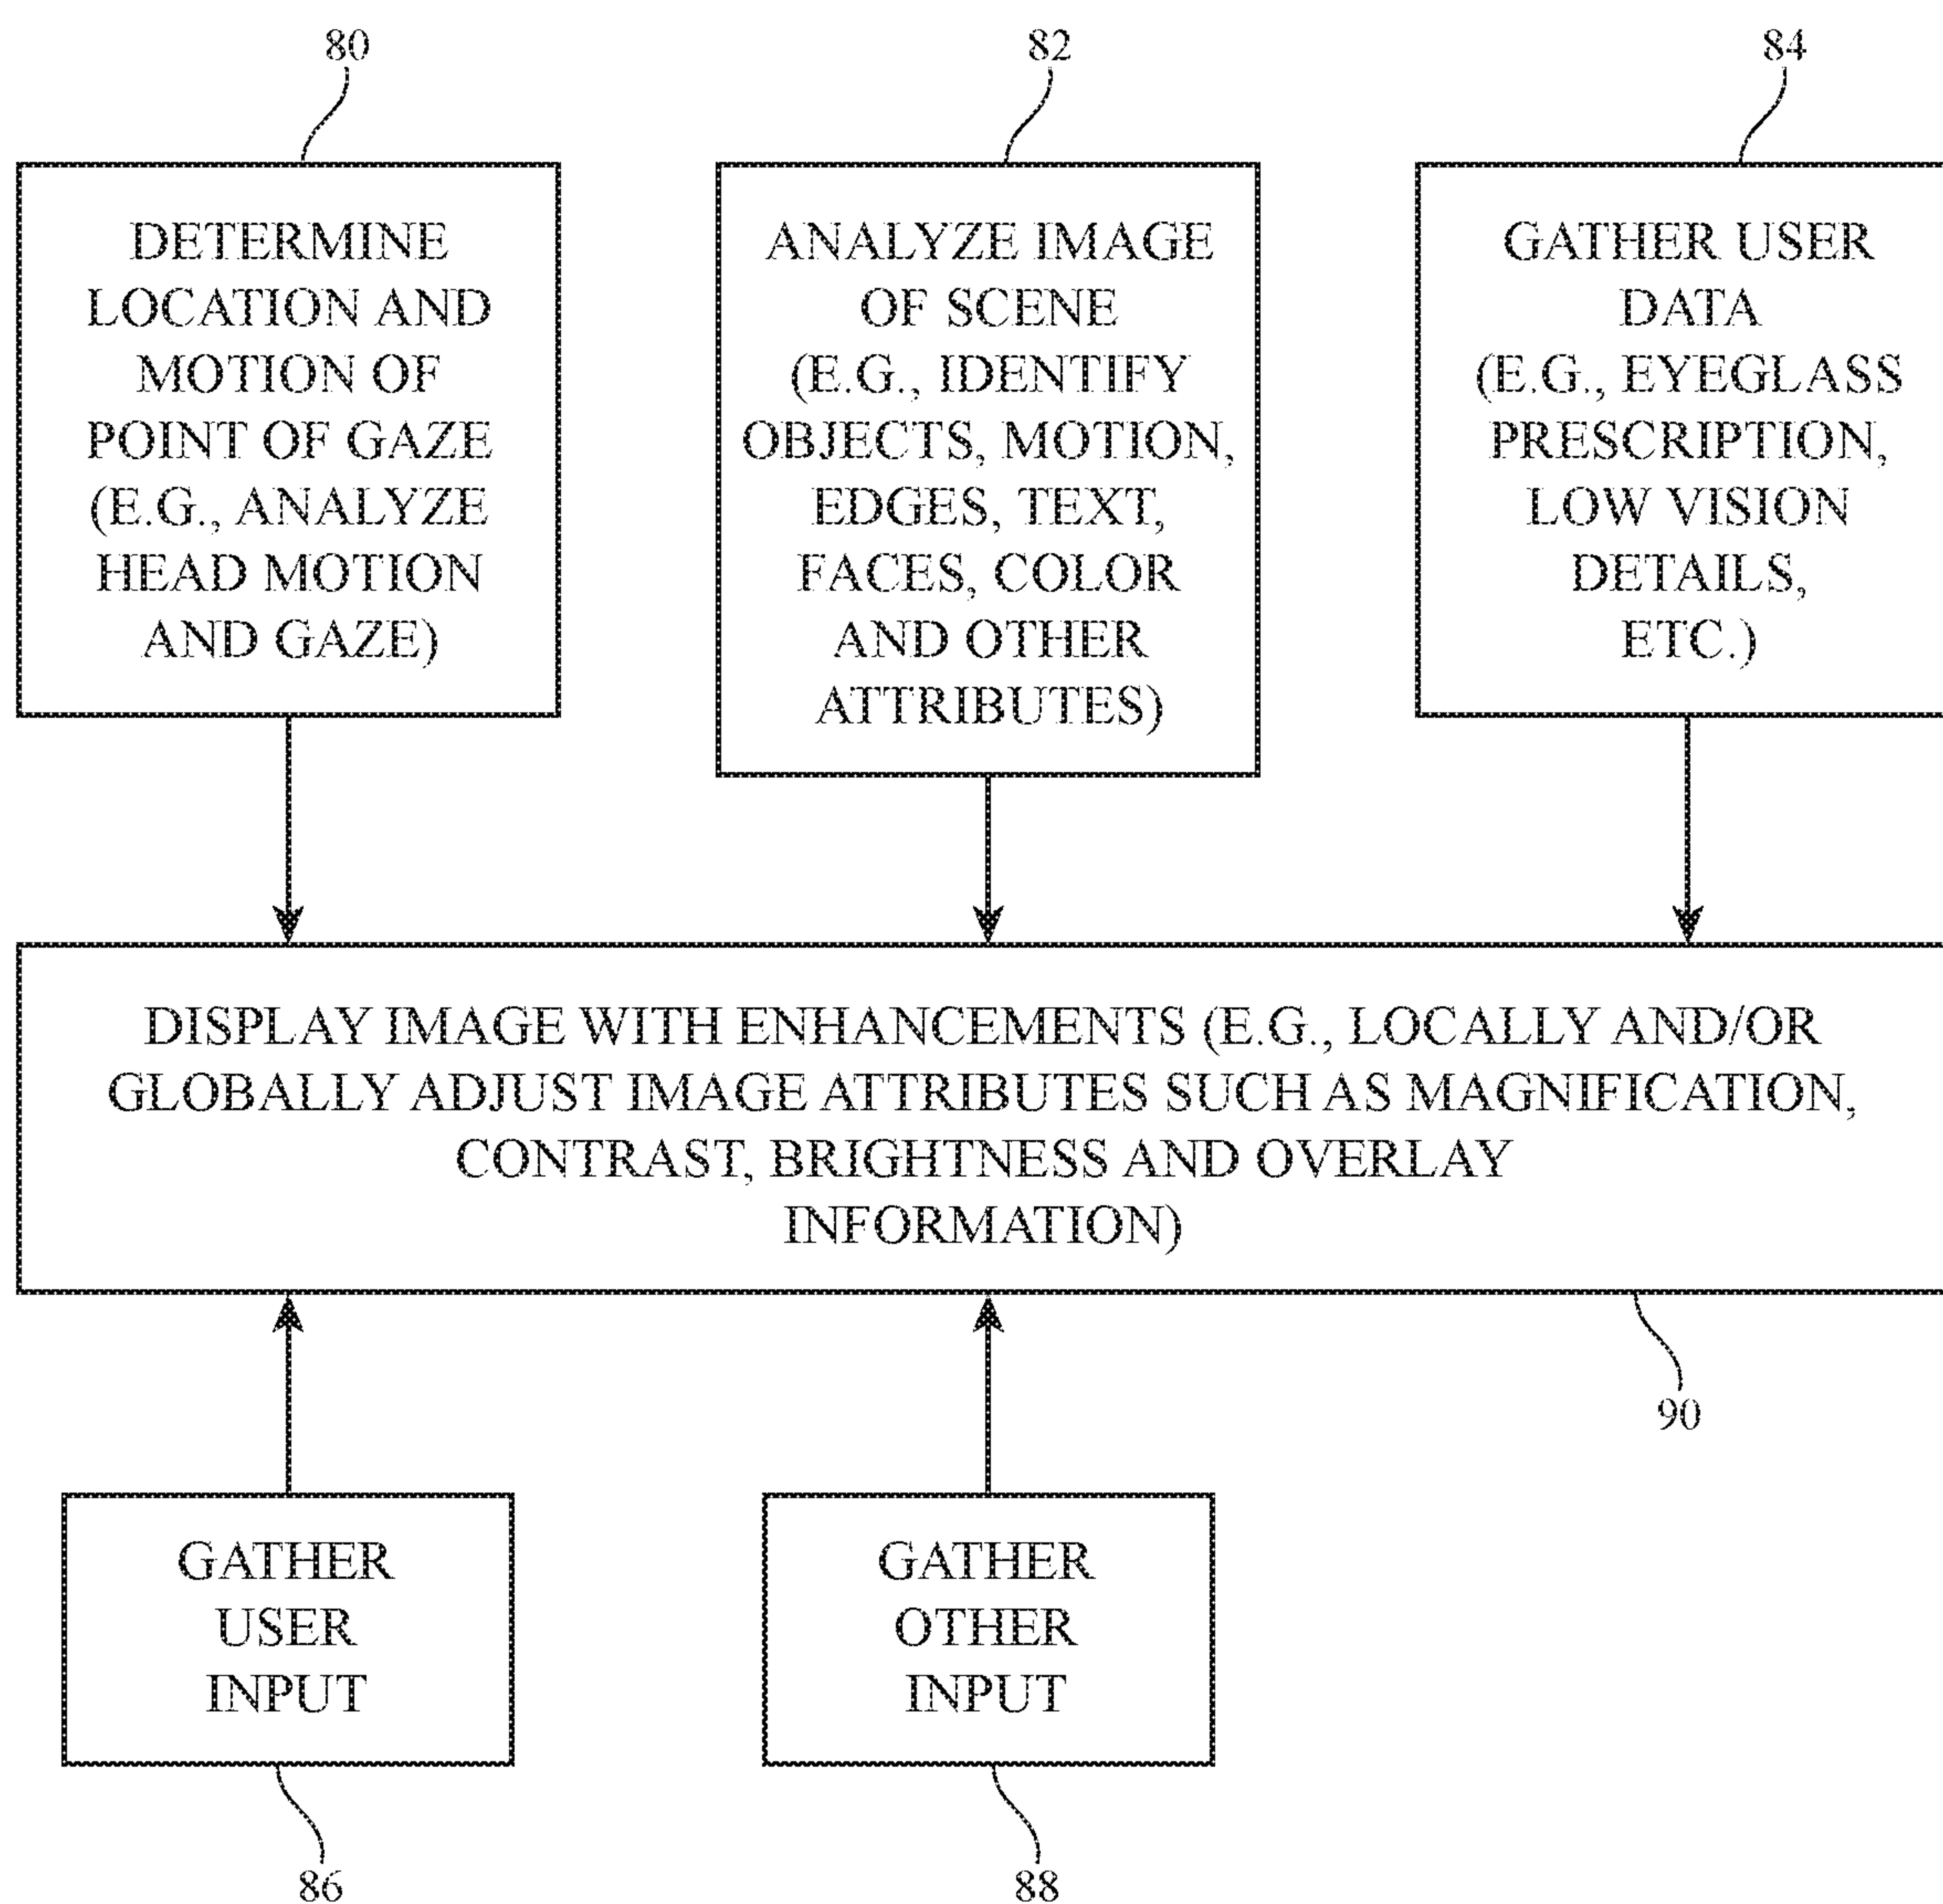 80
82
84
DETERMINE
LOCATION AND
MOTION OF
POINT OF GAZE
(E.G., ANALYZE
HEAD MOTION
AND GAZE)
ANALYZE IMAGE
OF SCENE
(E.G., IDENTIFY
OBJECTS, MOTION,
EDGES, TEXT,
FACES, COLOR
AND OTHER
ATTRIBUTES)
GATHER USER
DATA
(E.G., EYEGLASS
PRESCRIPTION,
LOW VISION
DETAILS,
ETC.)
DISPLAY IMAGE WITH ENHANCEMENTS (E.G., LOCALLY AND/OR
GLOBALLY ADJUST IMAGE ATTRIBUTES SUCH AS MAGNIFICATION,
CONTRAST, BRIGHTNESS AND OVERLAY
INFORMATION)
90
GATHER
USER
INPUT
GATHER
OTHER
INPUT
86
88